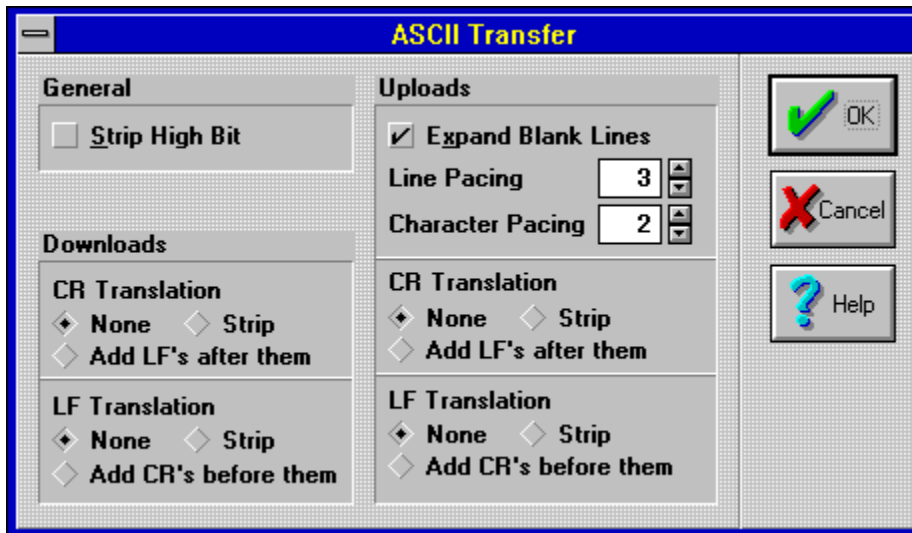 ASCII Transfer
General
Strip High Bit
Downloads
CR Translation
None Strip
Add LF's after them
LF Translation
None Strip
Add CR's before them
Uploads
Expand Blank Lines
Line Pacing 3
Character Pacing 2
CR Translation
None Strip
Add LF's after them
LF Translation
None Strip
Add CR's before them
OK
Cancel
Help